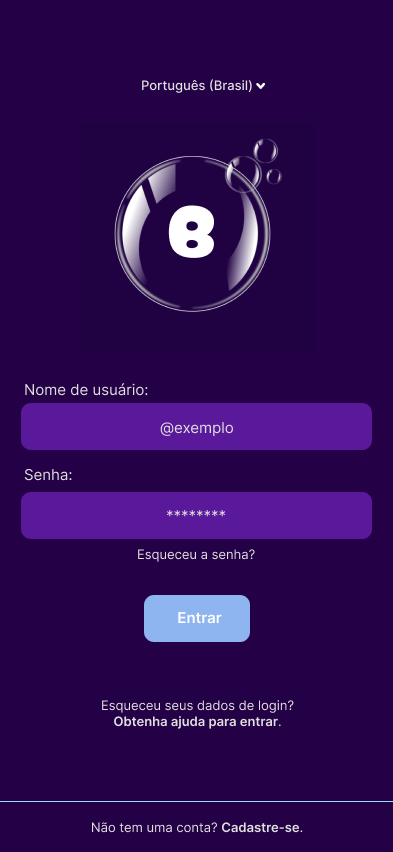 Português (Brasil)
B
Nome de usuário:
@exemplo
Senha:
********
Esqueceu a senha?
Entrar
Esqueceu seus dados de login?
Obtenha ajuda para entrar.
Não tem uma conta? Cadastre-se.